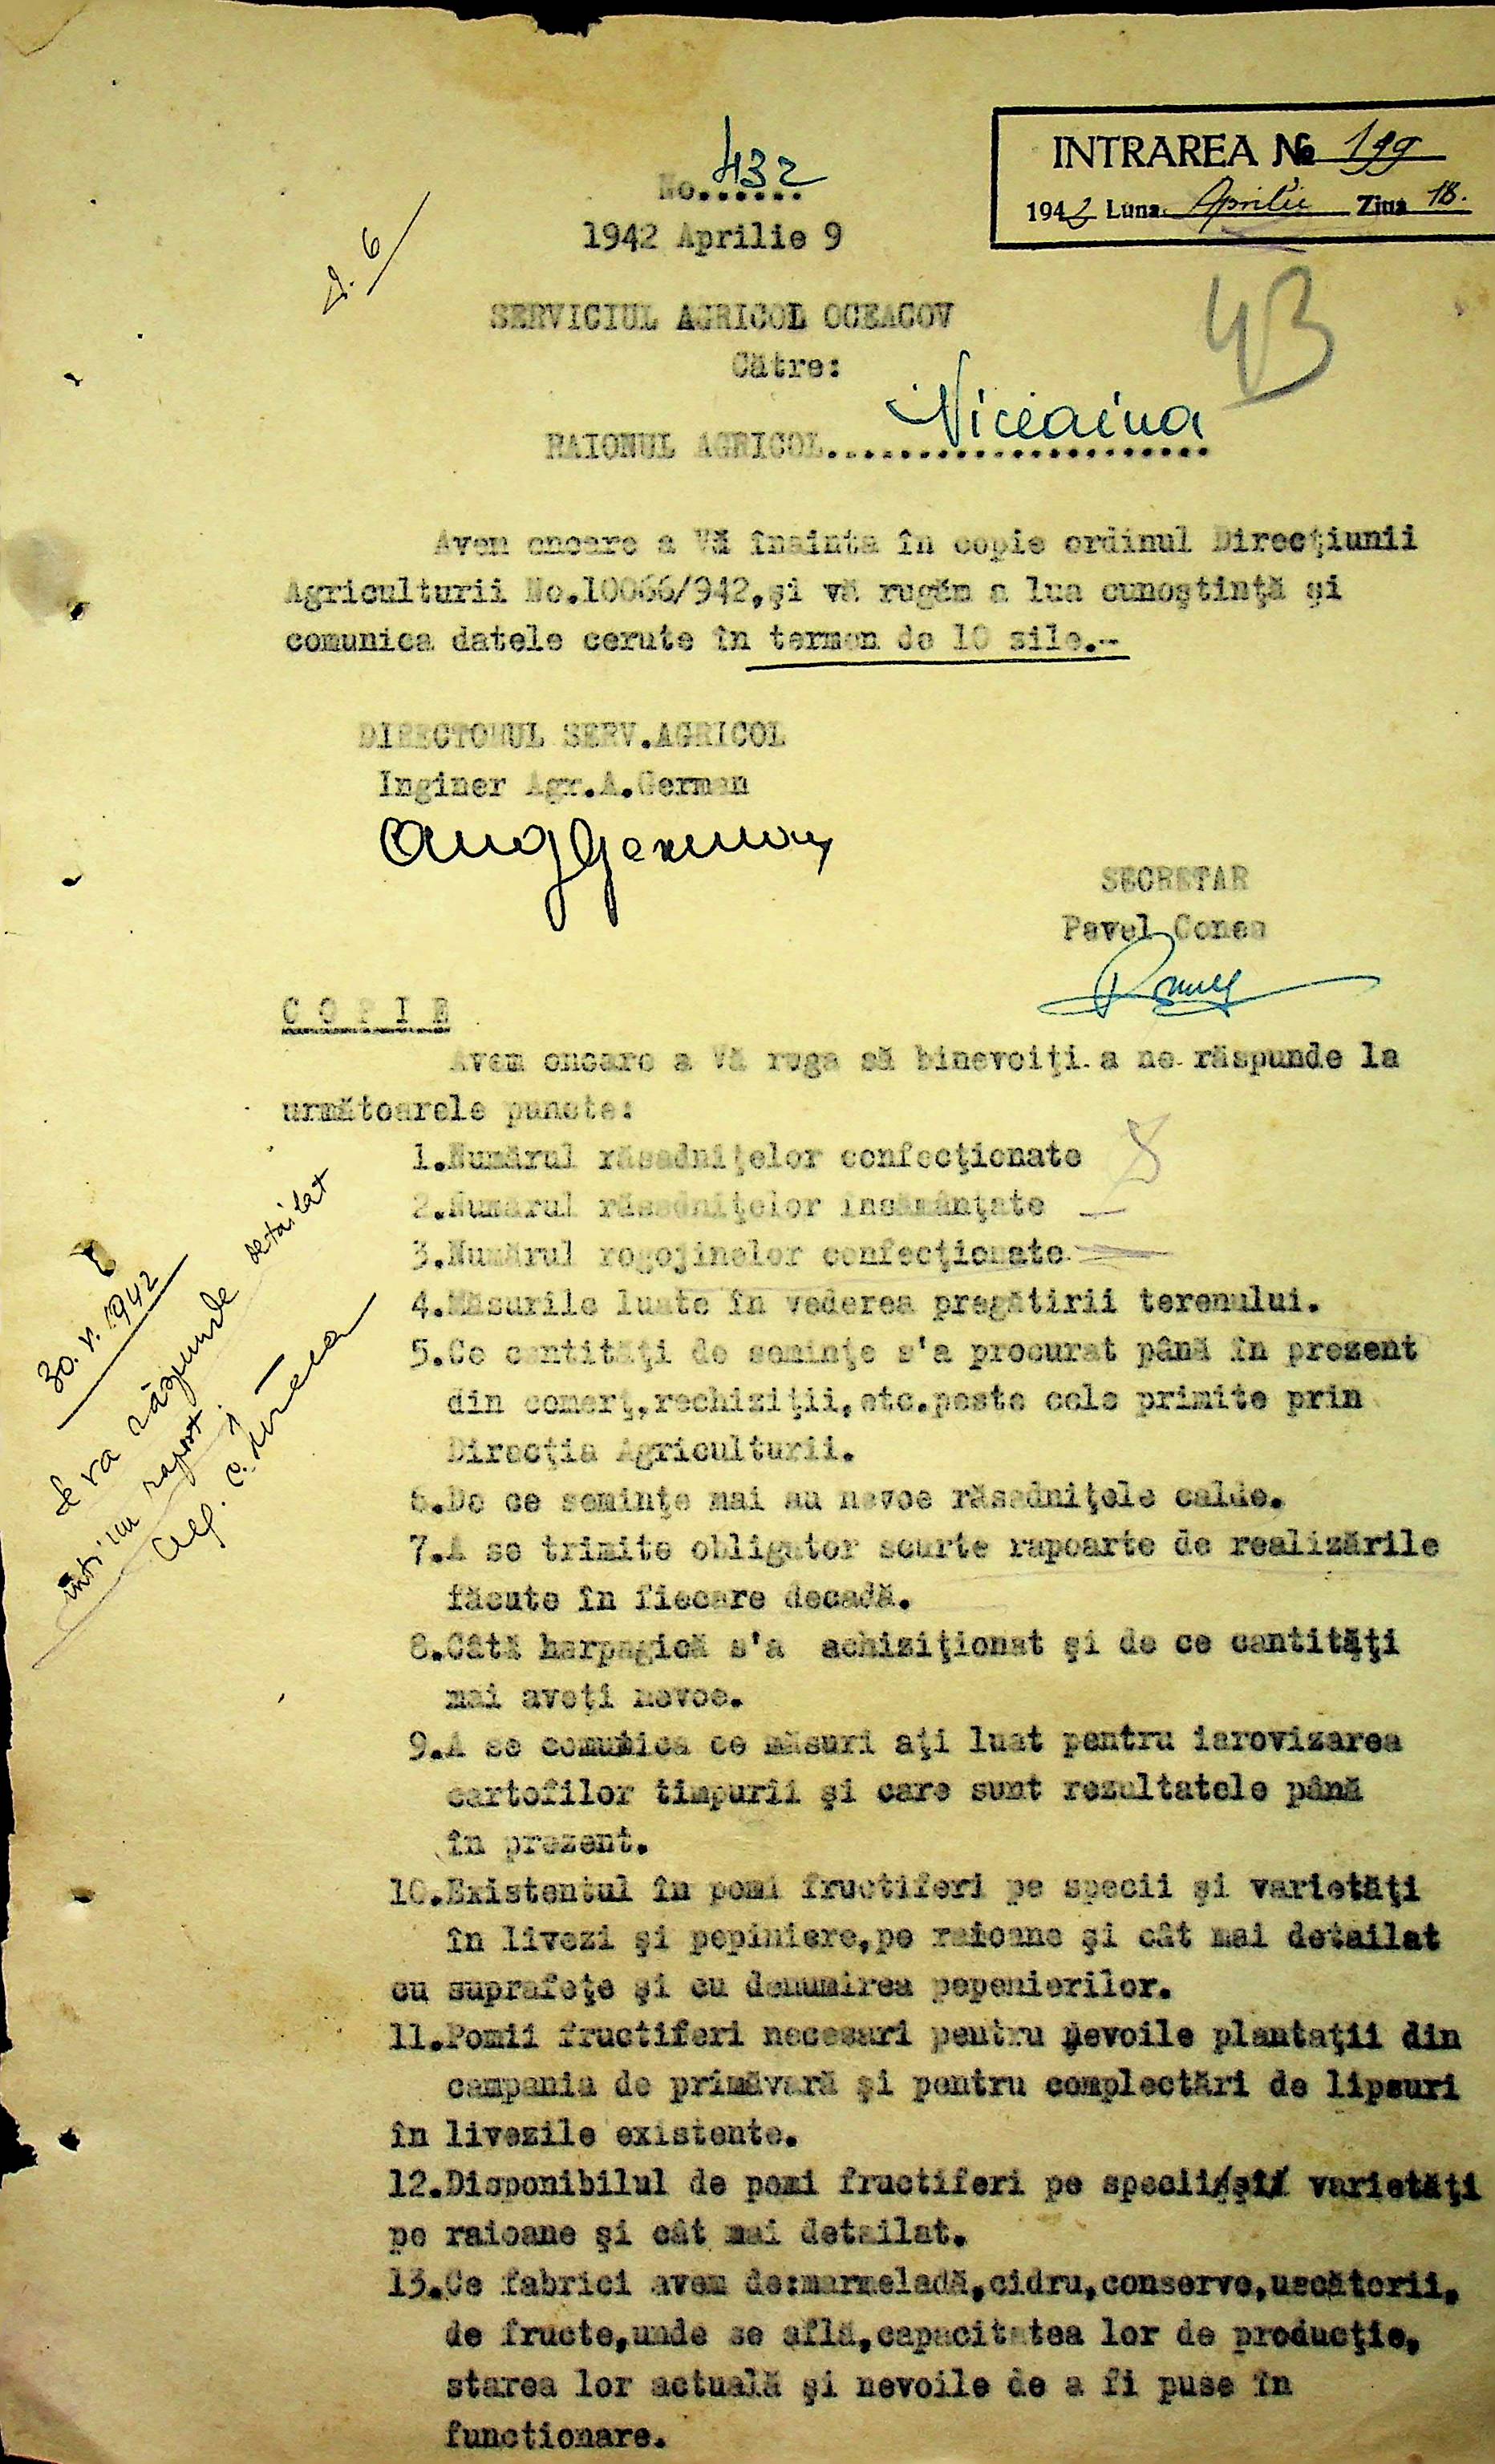 No......432
INTRAREA No 199
1942 Luna Aprilie Ziua 18.
1942 Aprilie 9
43
SERVICIUL AGRICOL OCEACOV
Către:
RAIONUL AGRICOL.....................
Avem onoare a Vă înainta în copie ordinul Direcţiunii
Agriculturii No.10066/942,şi vă rugăm a lua cunoştinţă şi
comunica datele cerute în termen de 10 zile.-
DIRECTORUL SERV.AGRICOL
Inginer Agr.A.German
SECRETAR
Pavel Conea
C O P I E
Avem onoare a Vă ruga să binevoiţi a ne răspunde la
următoarele puncte:
1.Numărul răsadniţelor confecţionate
2.Numărul răsadniţelor însămânţate
3.Numărul rogojinelor confecţionate
4.Măsurile luate în vederea pregătirii terenului.
5.Ce cantităţi de seminţe s'a procurat până în prezent
din comerţ,rechiziţii,etc.peste cele primite prin
Direcţia Agriculturii.
6.De ce seminţe mai au nevoe răsadniţele calde.
7.A se trimite obligator scurte rapoarte de realizările
făcute în fiecare decadă.
8.Câtă harpagică s'a achiziţionat şi de ce cantităţi
mai aveţi nevoe.
9.A se comunica ce măsuri aţi luat pentru iarovizarea
cartofilor timpurii şi care sunt rezultatele până
în prezent.
10.Existentul în pomi fructiferi pe specii şi varietăţi
în livezi şi pepiniere,pe raioane şi cât mai detailat
cu suprafeţe şi cu denumirea pepenierilor.
11.Pomii fructiferi necesari pentru nevoile plantaţii din
campania de primăvară şi pentru complectări de lipsuri
în livezile existente.
12.Disponibilul de pomi fructiferi pe specii/şi/ varietăţi
pe raioane şi cât mai detailat.
13.Ce fabrici avem de:marmeladă,cidru,conserve,uscătorii,
de fructe,unde se află,capacitatea lor de producţie,
starea lor actuală şi nevoile de a fi puse în
functionare.
30.V.1942
se va răspunde detailat
într'un raport